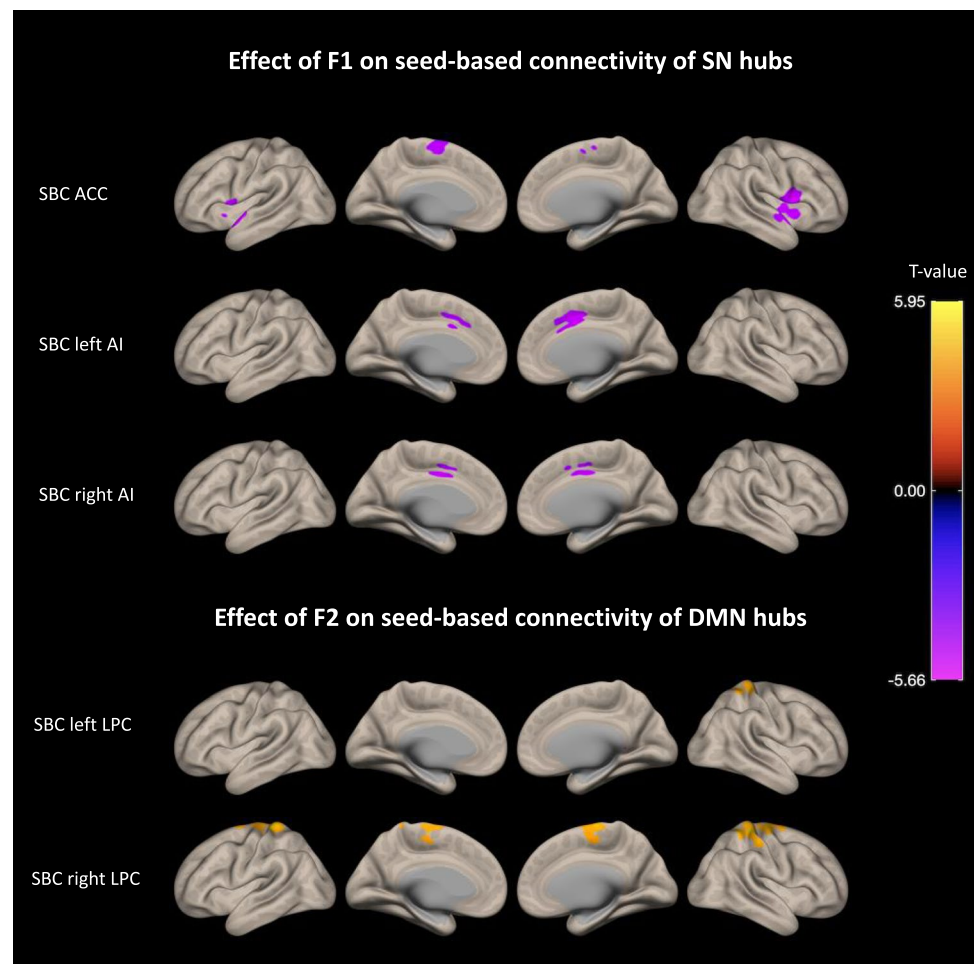 Effect of F1 on seed-based connectivity of SN hubs
SBC ACC
SBC left AI
SBC right AI
T-value
5.95
0.00
-5.66
Effect of F2 on seed-based connectivity of DMN hubs
SBC left LPC
SBC right LPC